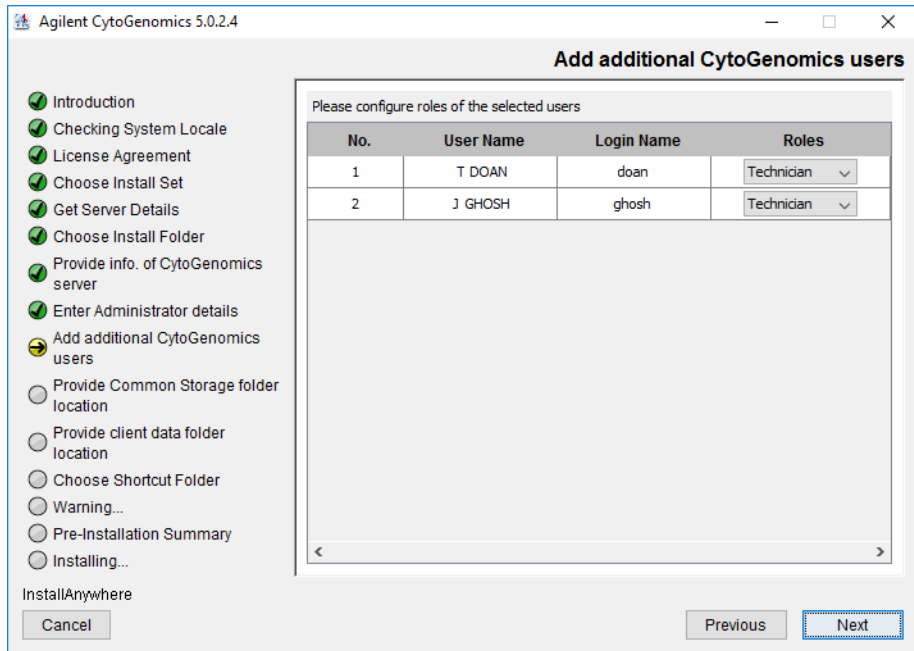 Agilent CytoGenomics 5.0.2.4
Add additional CytoGenomics users
Introduction
Checking System Locale
License Agreement
Choose Install Set
Get Server Details
Choose Install Folder
Provide info. of CytoGenomics
server
Enter Administrator details
Add additional CytoGenomics
users
Provide Common Storage folder
location
Provide client data folder
location
Choose Shortcut Folder
Warning...
Pre-Installation Summary
Installing...
Please configure roles of the selected users
No. User Name Login Name Roles
1 T DOAN doan Technician
2 J GHOSH ghosh Technician
InstallAnywhere
Cancel Previous Next